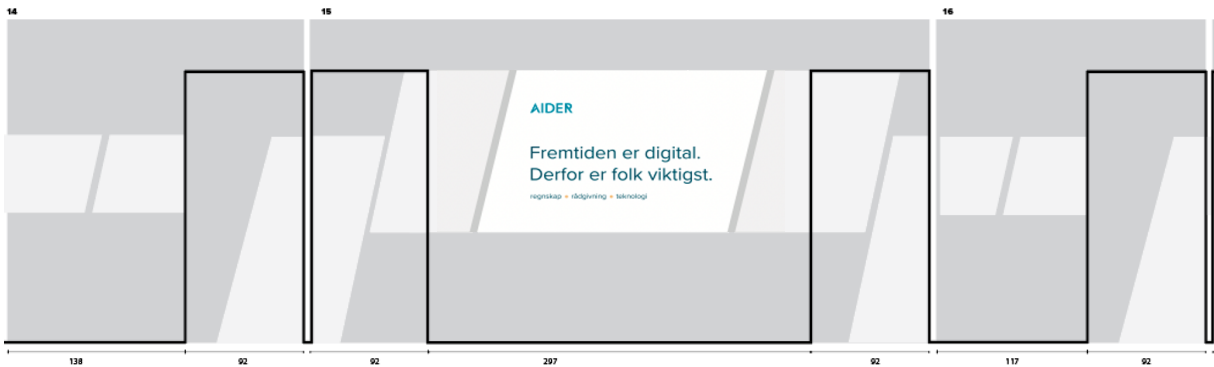 14
15
16
AIDER
Fremtiden er digital.
Derfor er folk viktigst.
regnskap • rådgivning • teknologi
138
92
92
297
92
117
92